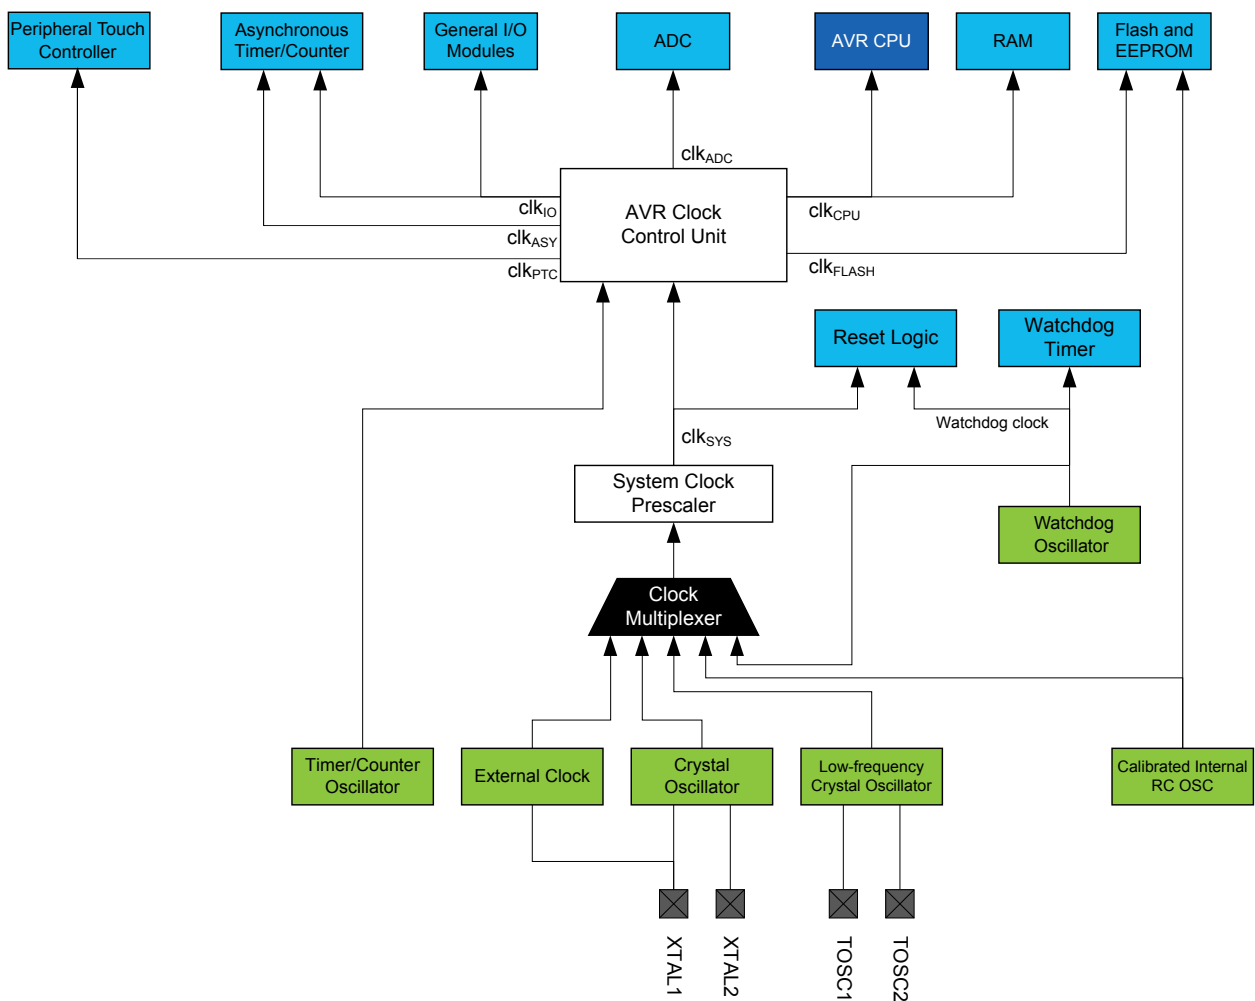 Peripheral Touch
Controller
Asynchronous
Timer/Counter
General I/O
Modules
ADC
AVR CPU
RAM
Flash and
EEPROM
clkADC
clkIO
clkASY
clkPTC
AVR Clock
Control Unit
clkCPU
clkFLASH
Reset Logic
Watchdog
Timer
Watchdog clock
clkSYS
System Clock
Prescaler
Watchdog
Oscillator
Clock
Multiplexer
Timer/Counter
Oscillator
External Clock
Crystal
Oscillator
Low-frequency
Crystal Oscillator
Calibrated Internal
RC OSC
XTAL1
XTAL2
TOSC1
TOSC2